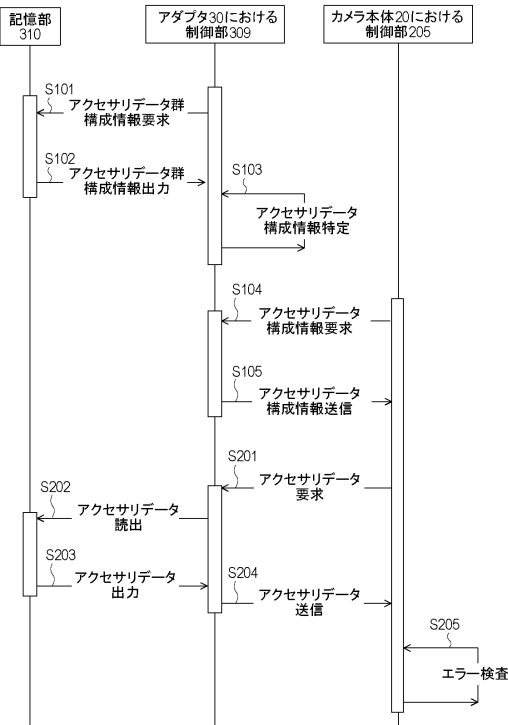 記憶部
310
アダプタ30における
制御部309
カメラ本体20における
制御部205
S101
アクセサリデータ群
構成情報要求
S102
アクセサリデータ群
構成情報出力
S103
アクセサリデータ
構成情報特定
S104
アクセサリデータ
構成情報要求
S105
アクセサリデータ
構成情報送信
S201
アクセサリデータ
要求
S202
アクセサリデータ
読出
S203
アクセサリデータ
出力
S204
アクセサリデータ
送信
S205
エラー検査